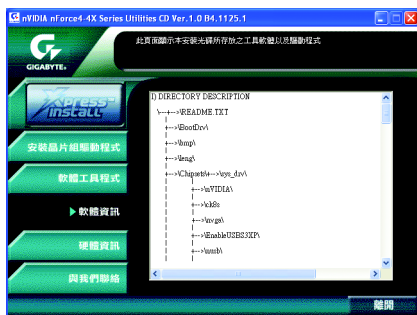 nVIDIA nForce4-4X Series Utilities CD Ver.1.0 B4.1125.1
GIGABYTE
此頁面顯示本安裝光碟所存放之工具軟體以及驅動程式
Xpress™
INSTALL
安裝晶片組驅動程式
軟體工具程式
▶軟體資訊
硬體資訊
與我們聯絡
I) DIRECTORY DESCRIPTION
\--+-->\README.TXT
+-->\BootDrv\
+-->\bmp\
+-->\leng\
+-->\Chipsets\+-->\sys_drv\
| +-->\nVIDIA\
| +-->\ck8s
| +-->\nvga\
| +-->\EnableUSBS3XP\
| +-->\nusb\
離開